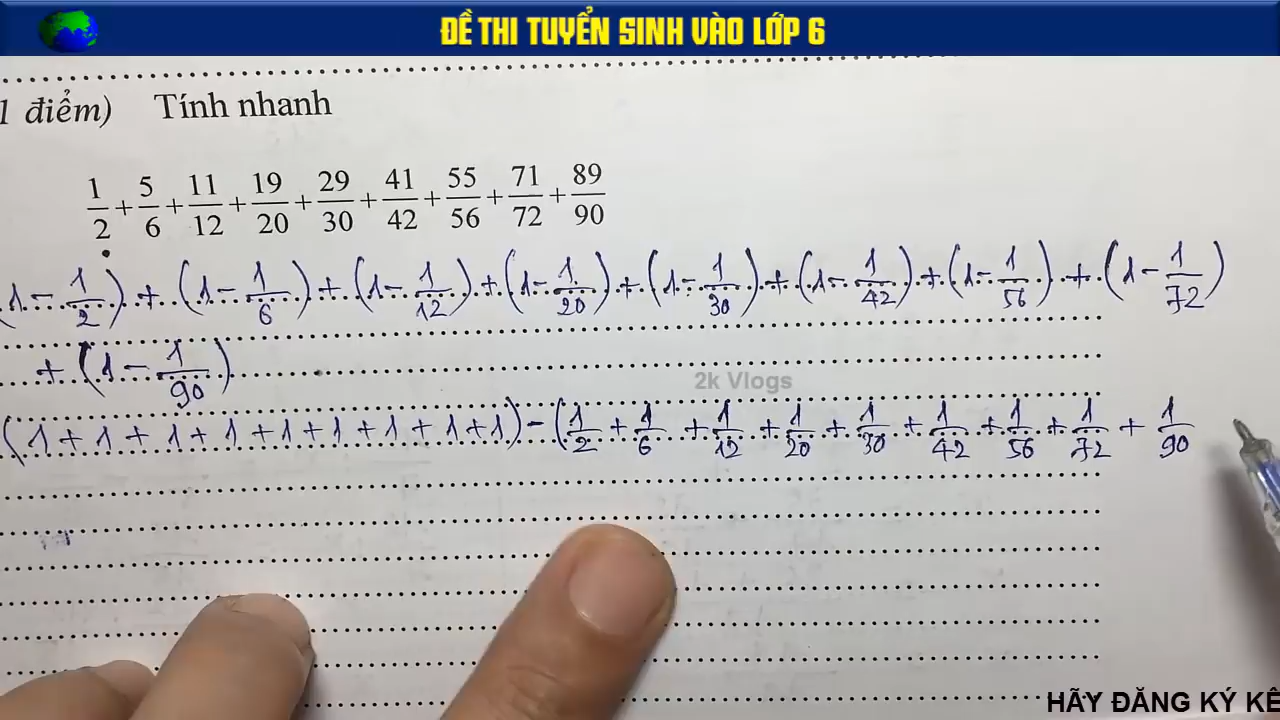 ĐỀ THI TUYỂN SINH VÀO LỚP 6
1 điểm) Tính nhanh
1/2 + 5/6 + 11/12 + 19/20 + 29/30 + 41/42 + 55/56 + 71/72 + 89/90
(1 - 1/2) + (1 - 1/6) + (1 - 1/12) + (1 - 1/20) + (1 - 1/30) + (1 - 1/42) + (1 - 1/56) + (1 - 1/72)
+ (1 - 1/90)
2k Vlogs
(1 + 1 + 1 + 1 + 1 + 1 + 1 + 1 + 1) - (1/2 + 1/6 + 1/12 + 1/20 + 1/30 + 1/42 + 1/56 + 1/72 + 1/90
HÃY ĐĂNG KÝ KÊ